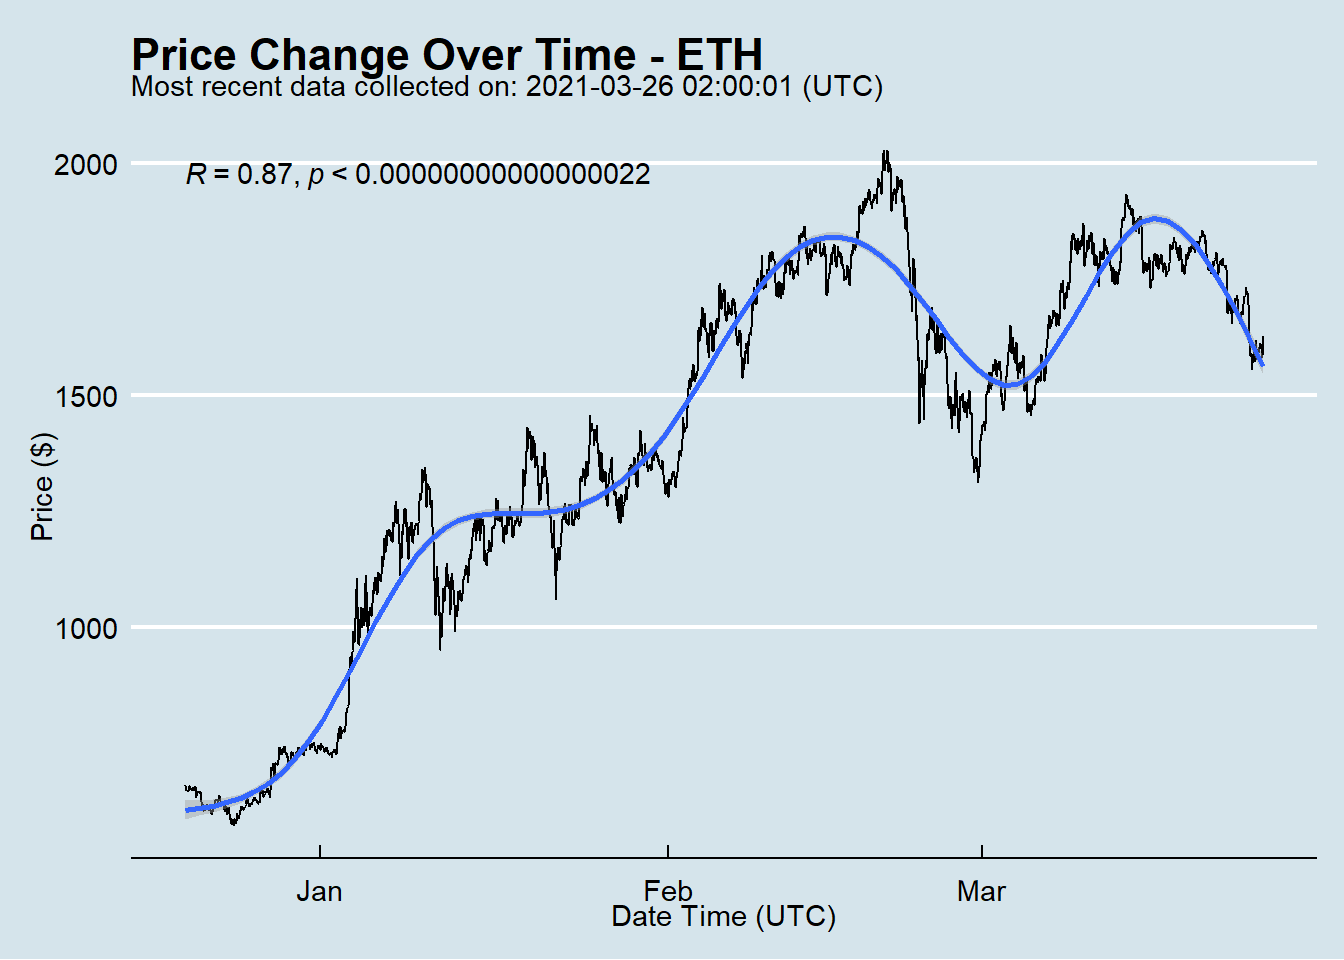 Price Change Over Time - ETH
Most recent data collected on: 2021-03-26 02:00:01 (UTC)
R = 0.87, p < 0.00000000000000022
2000
1500
1000
Price ($)
Jan Feb Mar
Date Time (UTC)